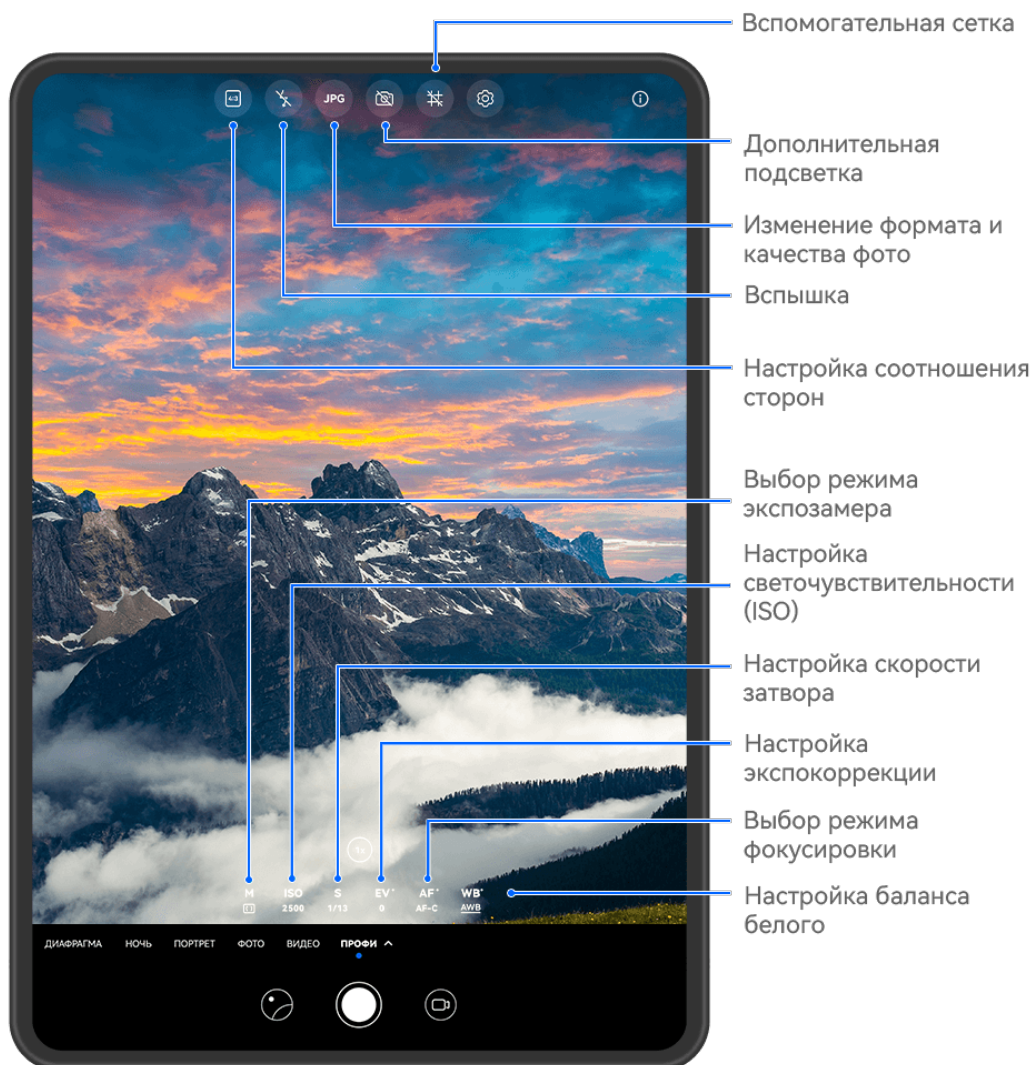 Вспомогательная сетка
4:3
JPG
Дополнительная
подсветка
Изменение формата и
качества фото
Вспышка
Настройка соотношения
сторон
Выбор режима
экспозамера
Настройка
светочувствительности
(ISO)
Настройка скорости
затвора
Настройка
экспокоррекции
Выбор режима
фокусировки
Настройка баланса
белого
1x
M ISO S EV AF WB
2500 1/13 0 AF-C AWB
ДИАФРАГМА НОЧЬ ПОРТРЕТ ФОТО ВИДЕО ПРОФИ